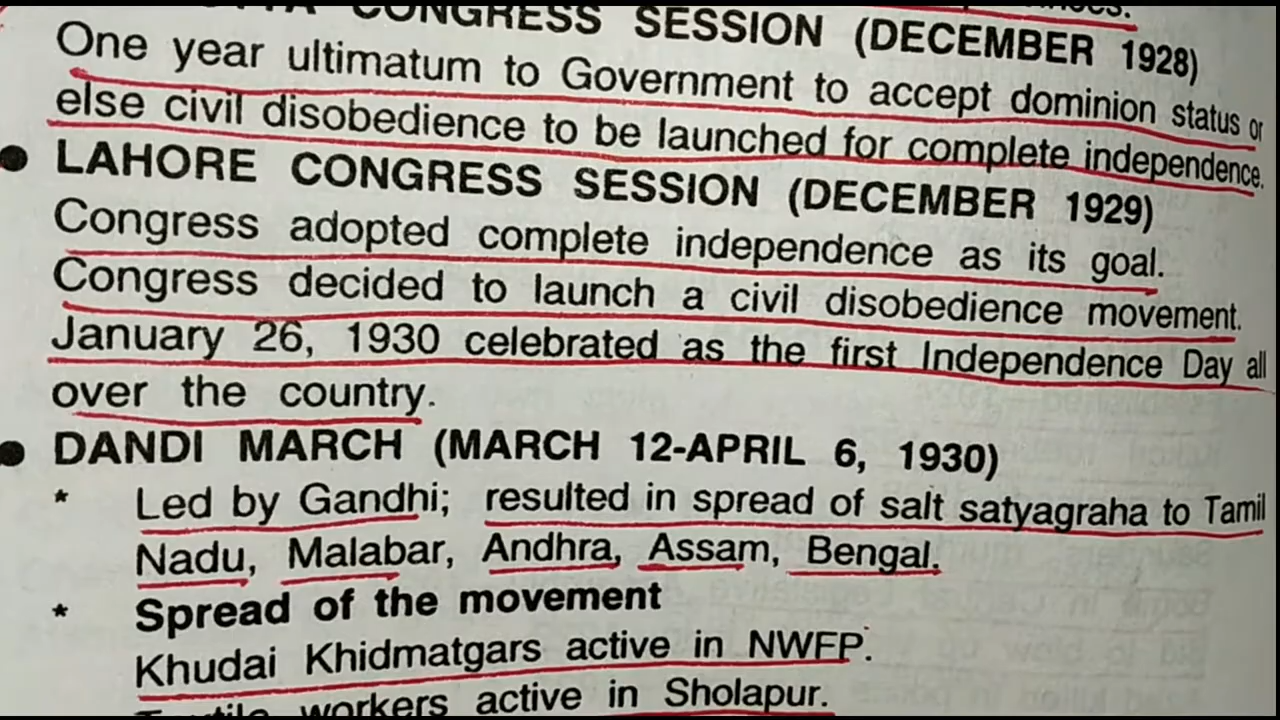 CONGRESS SESSION (DECEMBER 1928)
One year ultimatum to Government to accept dominion status or
else civil disobedience to be launched for complete independence.
• LAHORE CONGRESS SESSION (DECEMBER 1929)
Congress adopted complete independence as its goal.
Congress decided to launch a civil disobedience movement.
January 26, 1930 celebrated as the first Independence Day all
over the country.
• DANDI MARCH (MARCH 12-APRIL 6, 1930)
* Led by Gandhi; resulted in spread of salt satyagraha to Tamil
Nadu, Malabar, Andhra, Assam, Bengal.
* Spread of the movement
Khudai Khidmatgars active in NWFP.
workers active in Sholapur.